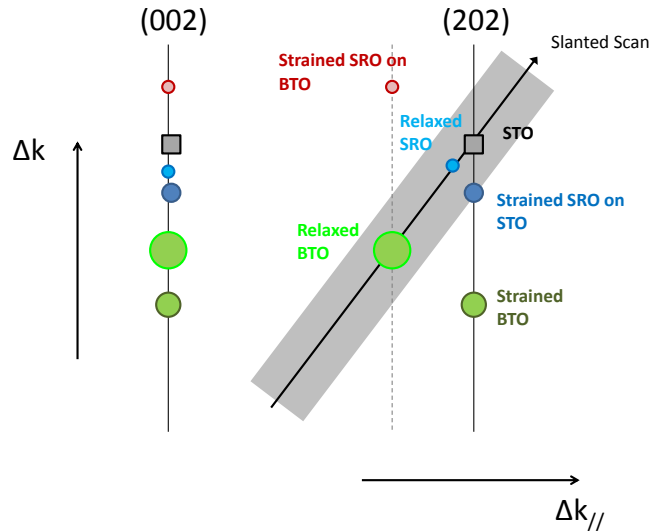 (002)
(202)
Slanted Scan
Strained SRO on
BTO
Relaxed
SRO
STO
Δk
Strained SRO on
STO
Relaxed
BTO
Strained
BTO
Δk//